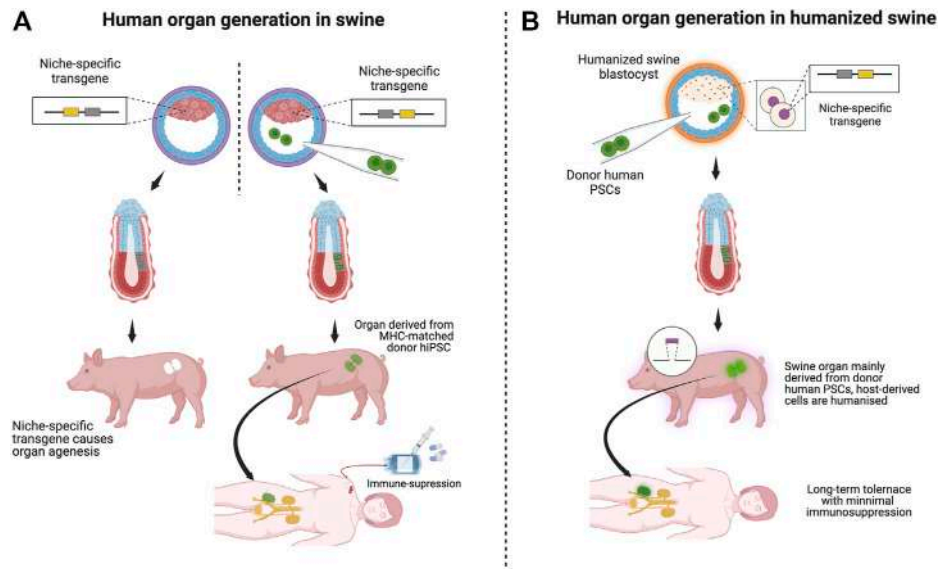 A
Human organ generation in swine
Niche-specific
transgene
Niche-specific
transgene
Organ derived from
MHC-matched
donor hiPSC
Niche-specific
transgene causes
organ agenesis
Immune-supression
B
Human organ generation in humanized swine
Humanized swine
blastocyst
Niche-specific
transgene
Donor human
PSCs
Swine organ mainly
derived from donor
human PSCs, host-derived
cells are humanised
Long-term tolernace
with minnimal
immunosuppression